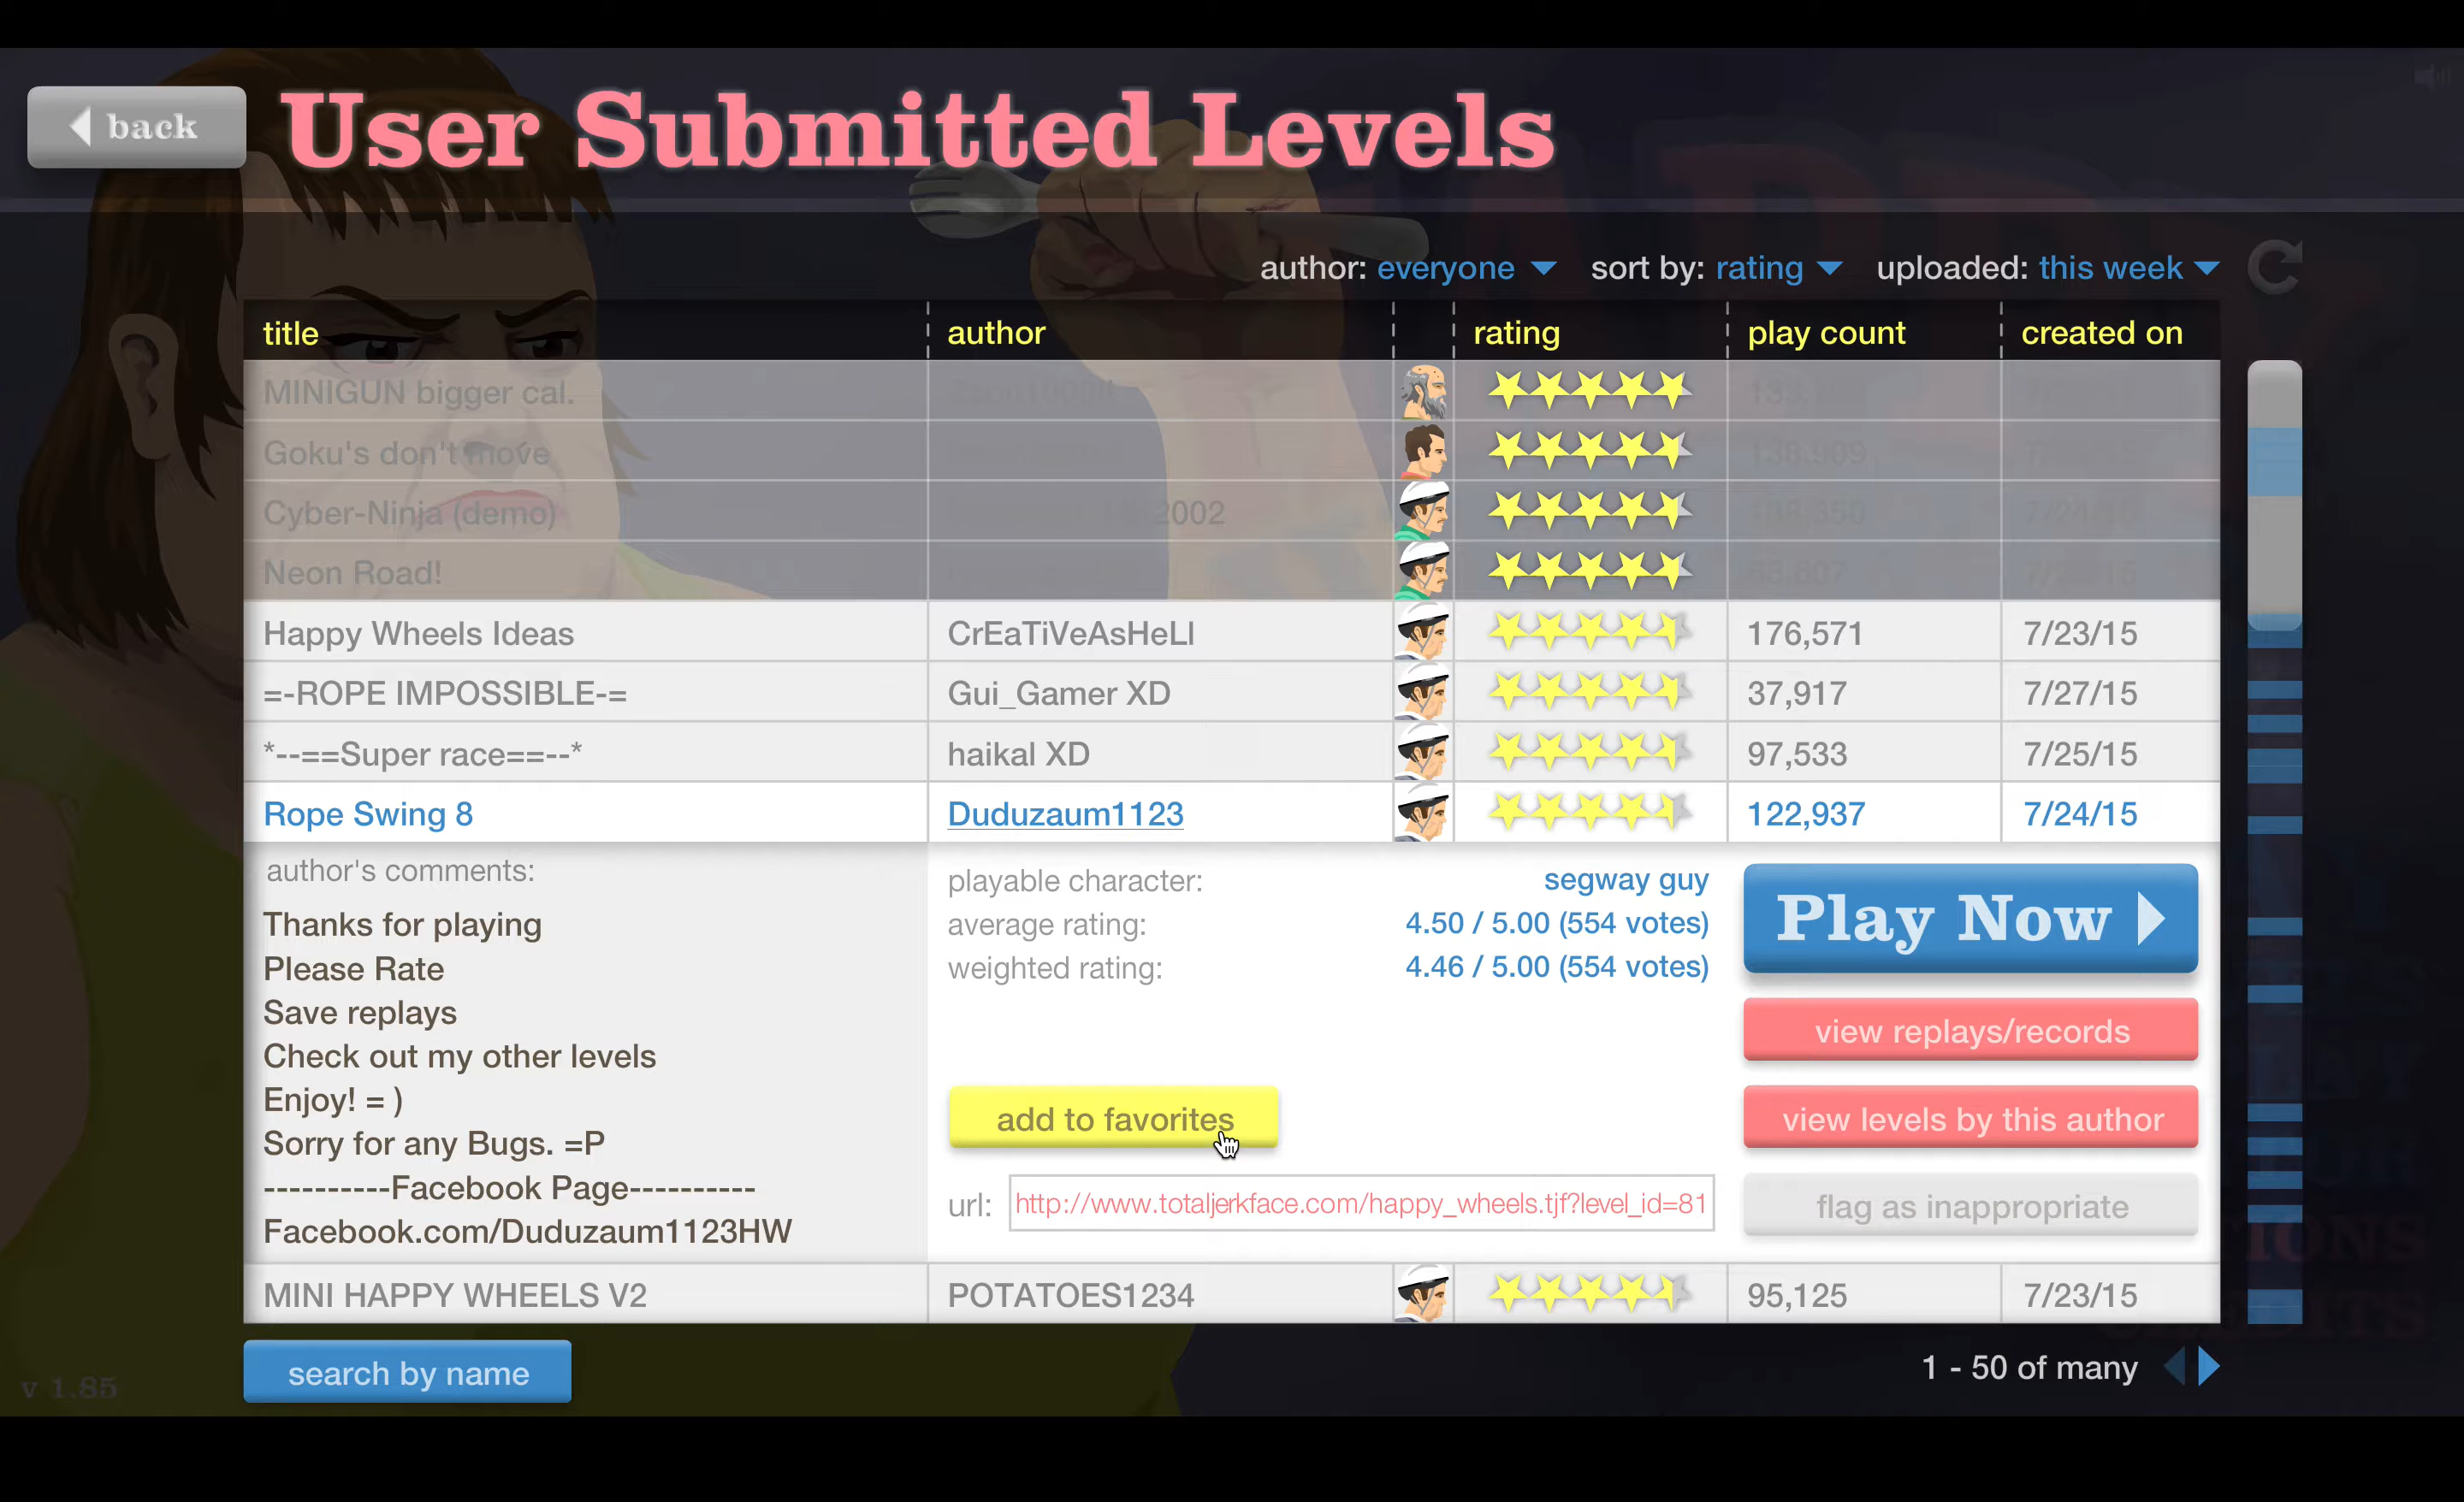 back
User Submitted Levels
author: everyone sort by: rating uploaded: this week
title author rating play count created on
MINIGUN bigger cal.
Goku's don't move 138,909
Cyber-Ninja (demo) 2002
Neon Road!
Happy Wheels Ideas CrEaTiVeAsHeLl 176,571 7/23/15
=-ROPE IMPOSSIBLE-= Gui_Gamer XD 37,917 7/27/15
*--==Super race==--* haikal XD 97,533 7/25/15
Rope Swing 8 Duduzaum1123 122,937 7/24/15
author's comments:
Thanks for playing
Please Rate
Save replays
Check out my other levels
Enjoy! = )
Sorry for any Bugs. =P
----------Facebook Page----------
Facebook.com/Duduzaum1123HW
playable character: segway guy
average rating: 4.50 / 5.00 (554 votes)
weighted rating: 4.46 / 5.00 (554 votes)
add to favorites
url: http://www.totaljerkface.com/happy_wheels.tjf?level_id=81
Play Now
view replays/records
view levels by this author
flag as inappropriate
MINI HAPPY WHEELS V2 POTATOES1234 95,125 7/23/15
search by name
1 - 50 of many
v 1.85